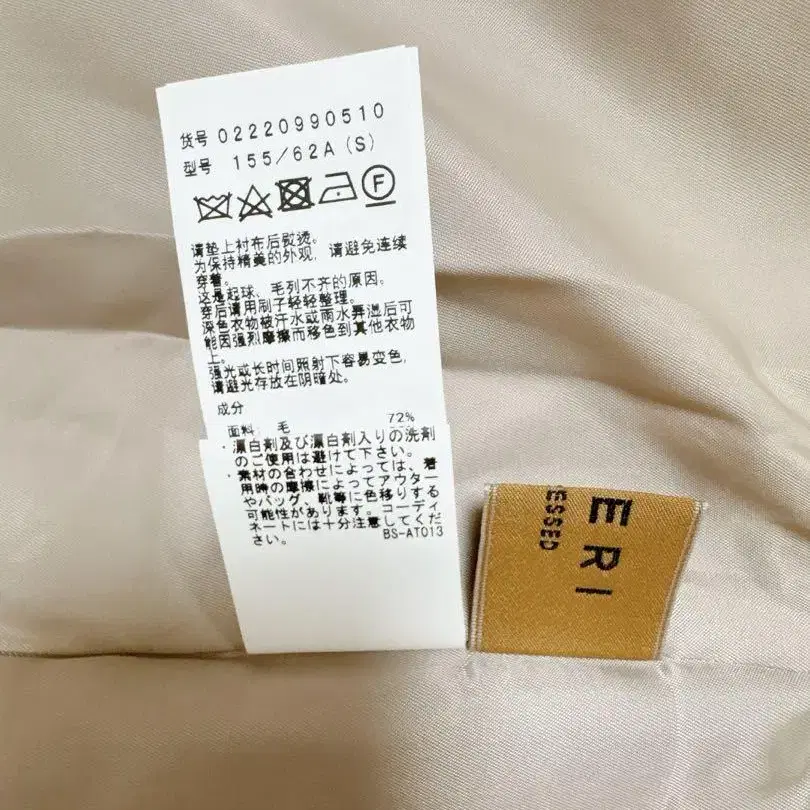 货号 02220990510
型号 155/62A(S)
F
请垫上衬布后熨烫。
为保持精美的外观，请避免连续
穿着。
这是起球、毛列不齐的原因。
穿后请用刷子轻轻整理。
深色衣物被汗水或雨水弄湿后可
能因强烈摩擦而移色到其他衣物
上。
强光或长时间照射下容易变色，
请避光存放在阴暗处。
成分
面料: 毛 72%
・漂白剤及び漂白剤入りの洗剤
のご使用は避けて下さい。
・素材の合わせによっては、着
用時の摩擦によってアウター
やバッグ、靴等に色移りする
可能性があります。コーディ
ネートには十分注意してくだ
さい。 BS-AT013
ERI
ESSED